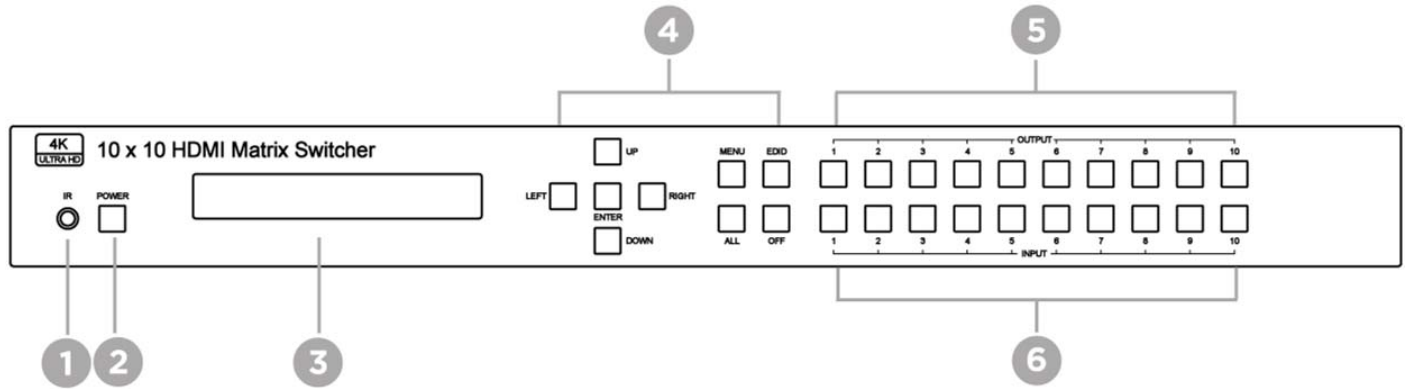 4 5
4K
ULTRA HD
10 x 10 HDMI Matrix Switcher
IR POWER
UP
LEFT RIGHT
ENTER
DOWN
MENU EDID
ALL OFF
OUTPUT
1 2 3 4 5 6 7 8 9 10
1 2 3 4 5 6 7 8 9 10
INPUT
1 2 3 6